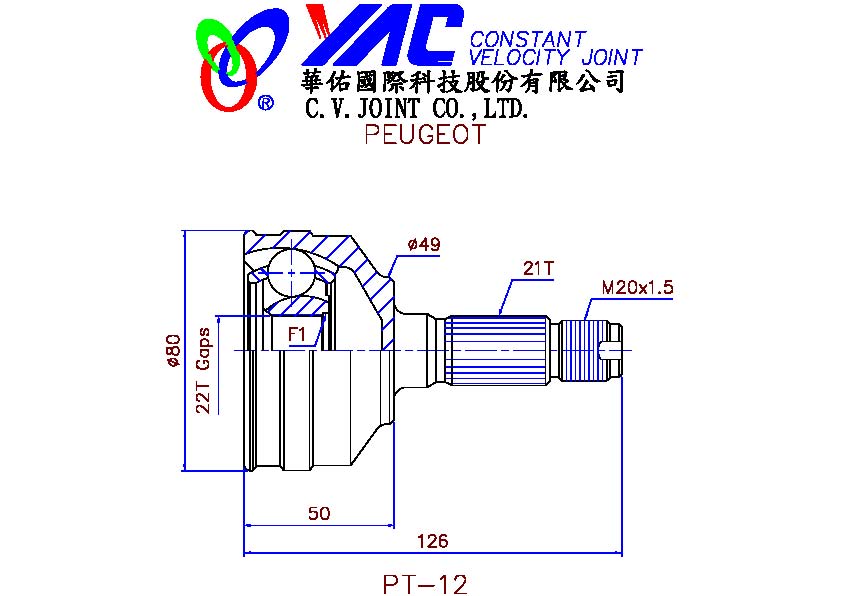 YAC CONSTANT
VELOCITY JOINT
®
華佑國際科技股份有限公司
C.V.JOINT CO.,LTD.
PEUGEOT
ø49
21T
M20x1.5
F1
ø80
22T Gaps
50
126
PT-12